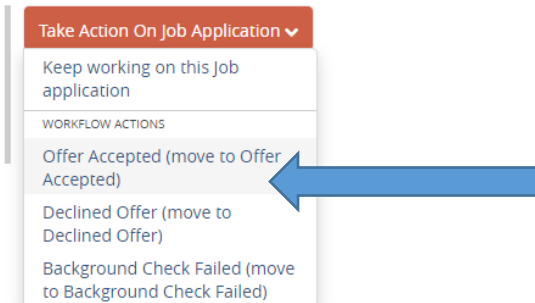 Take Action On Job Application
Keep working on this Job
application
WORKFLOW ACTIONS
Offer Accepted (move to Offer
Accepted)
Declined Offer (move to
Declined Offer)
Background Check Failed (move
to Background Check Failed)